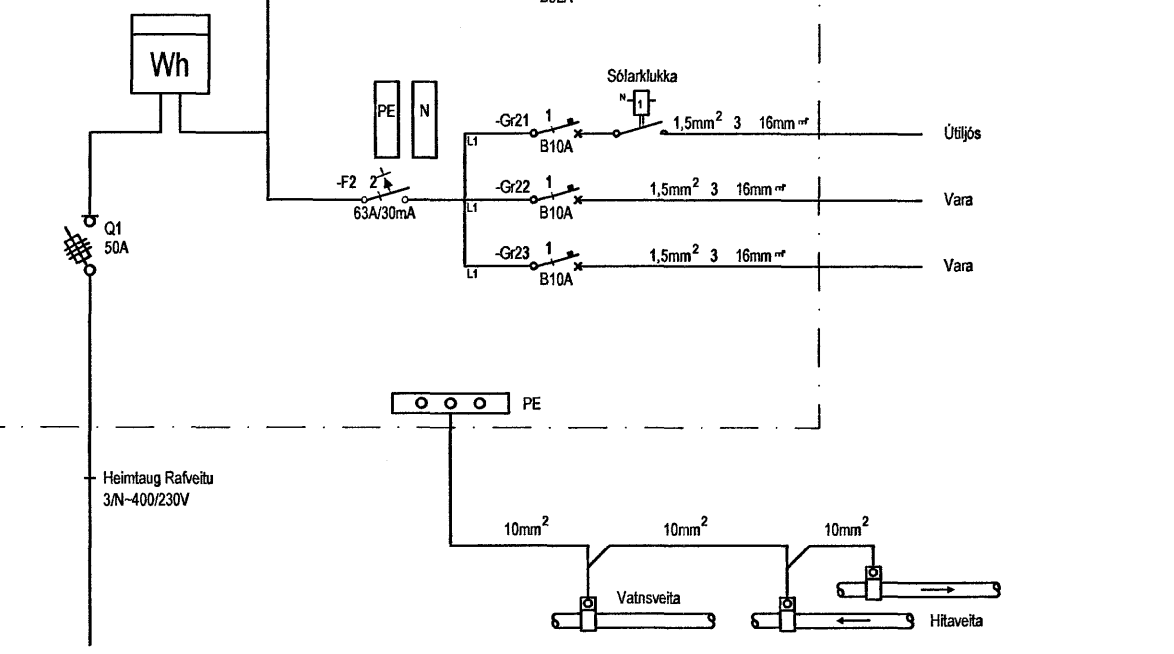 Wh
PE
N
Sólarklukka
N
1
-Gr21
1
B10A
1,5mm² 3 16mm
Útiljós
L1
-F2 2
63A/30mA
-Gr22
1
B10A
1,5mm² 3 16mm
Vara
L1
Q1
50A
-Gr23
1
B10A
1,5mm² 3 16mm
Vara
L1
PE
Heimtaug Rafveitu
3/N~400/230V
10mm²
10mm²
10mm²
Vatnsveita
Hitaveita